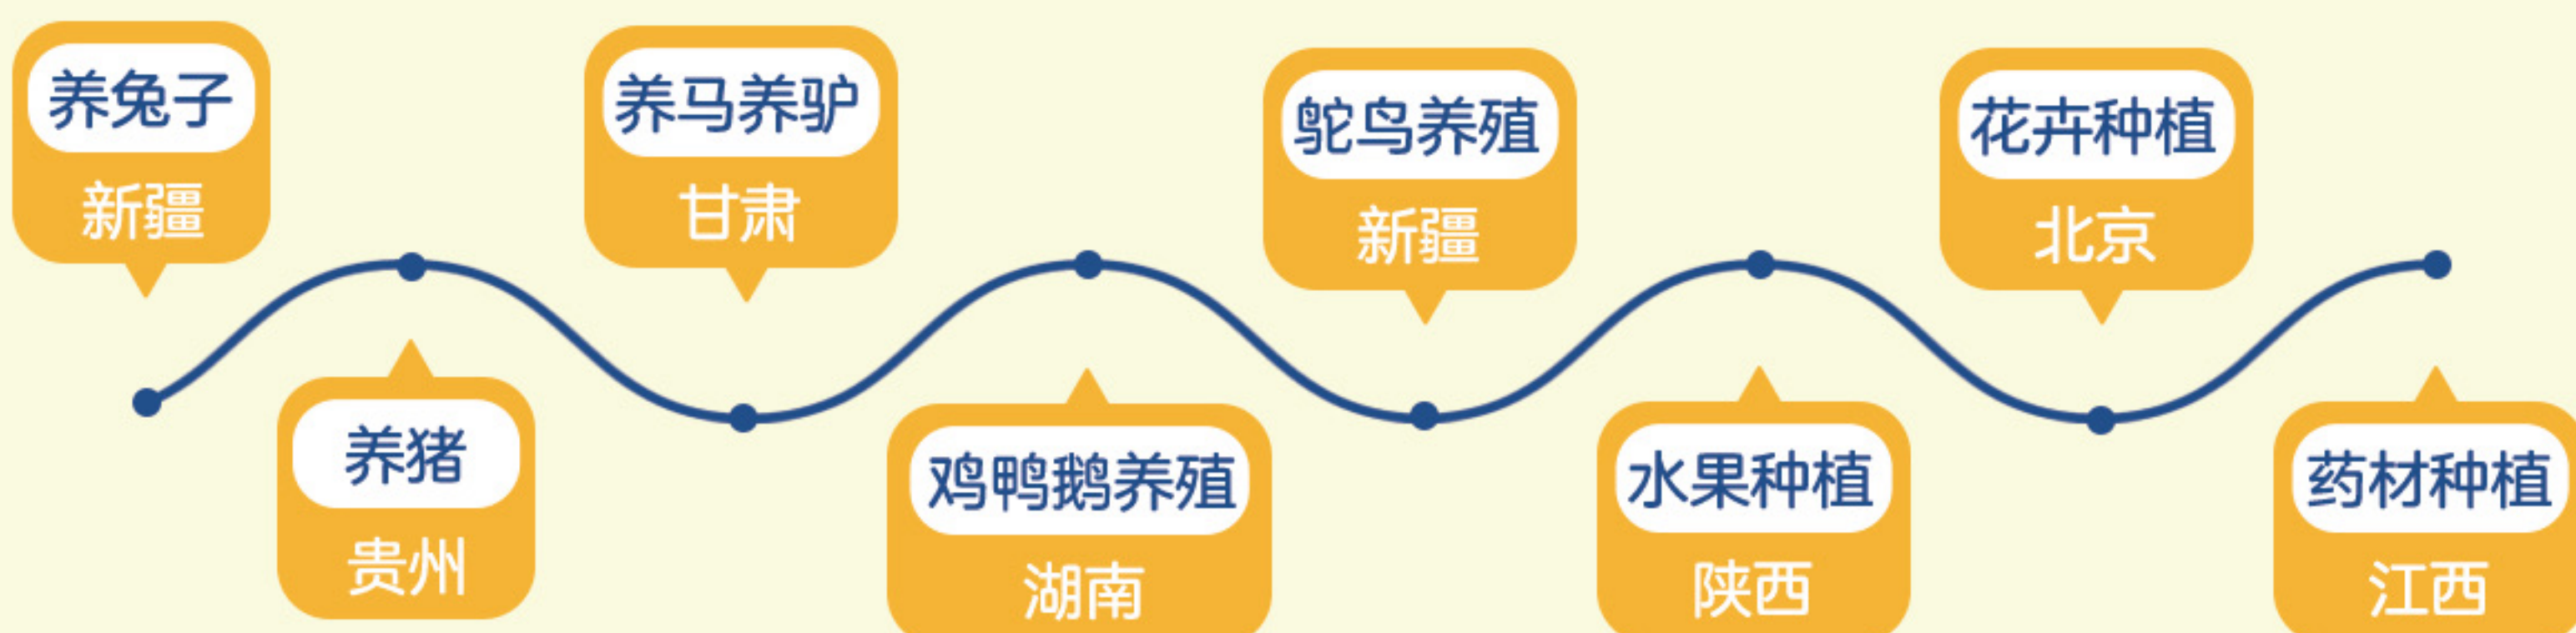 养兔子
新疆
养猪
贵州
养马养驴
甘肃
鸡鸭鹅养殖
湖南
鸵鸟养殖
新疆
水果种植
陕西
花卉种植
北京
药材种植
江西